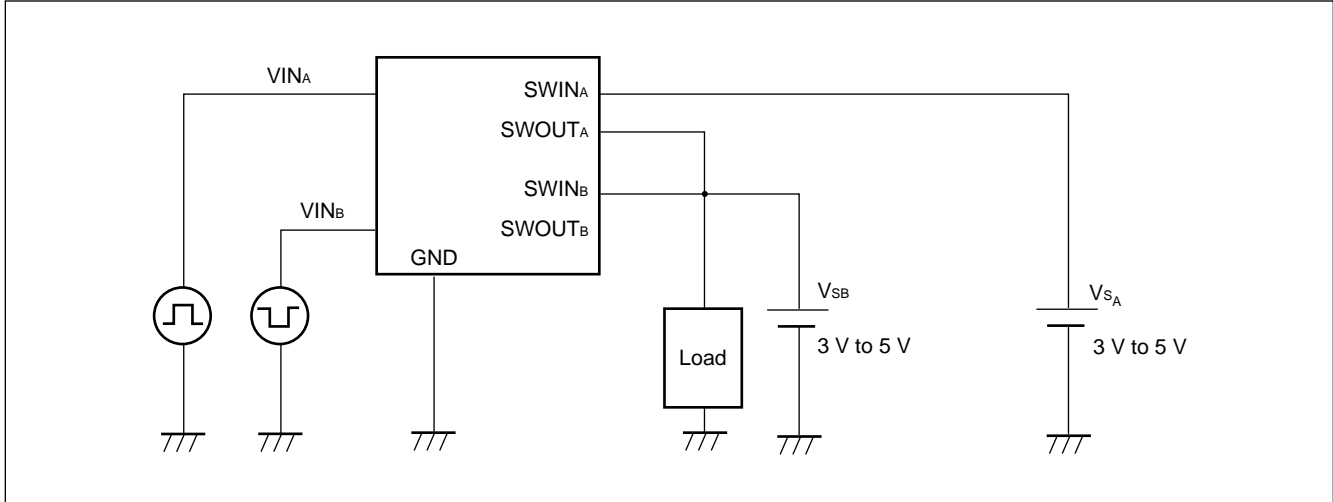 VINA
SWINA
SWOUTA
SWINB
VINB
SWOUTB
GND
VSB
VSA
3 V to 5 V
3 V to 5 V
Load